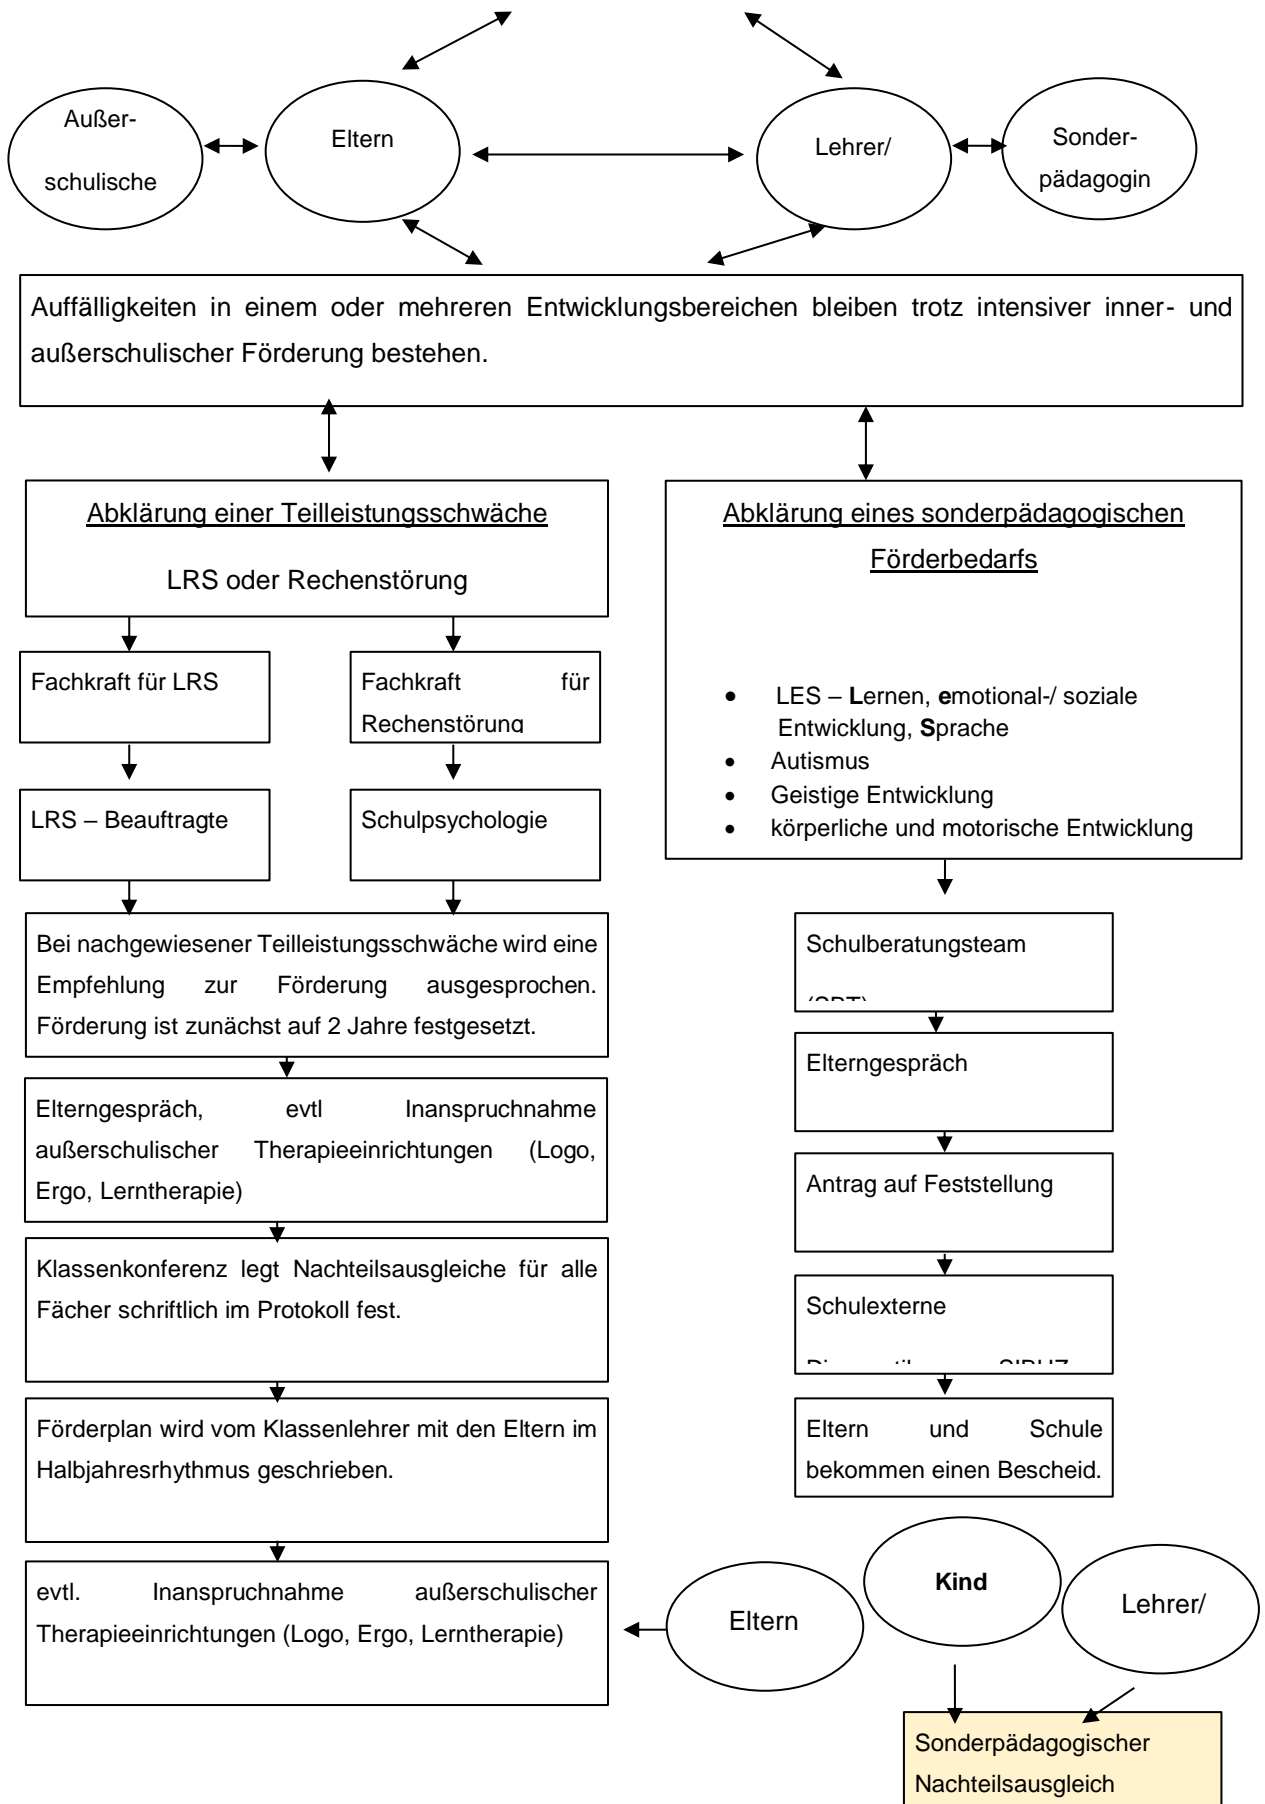 Außer-
schulische
Eltern
Lehrer/
Sonder-
pädagogin
Auffälligkeiten in einem oder mehreren Entwicklungsbereichen bleiben trotz intensiver inner- und
außerschulischer Förderung bestehen.
Abklärung einer Teilleistungsschwäche
LRS oder Rechenstörung
Fachkraft für LRS
Fachkraft für
Rechenstörung
LRS – Beauftragte
Schulpsychologie
Bei nachgewiesener Teilleistungsschwäche wird eine
Empfehlung zur Förderung ausgesprochen.
Förderung ist zunächst auf 2 Jahre festgesetzt.
Elterngespräch, evtl Inanspruchnahme
außerschulischer Therapieeinrichtungen (Logo,
Ergo, Lerntherapie)
Klassenkonferenz legt Nachteilsausgleiche für alle
Fächer schriftlich im Protokoll fest.
Förderplan wird vom Klassenlehrer mit den Eltern im
Halbjahresrhythmus geschrieben.
evtl. Inanspruchnahme außerschulischer
Therapieeinrichtungen (Logo, Ergo, Lerntherapie)
Abklärung eines sonderpädagogischen
Förderbedarfs
• LES – Lernen, emotional-/ soziale
Entwicklung, Sprache
• Autismus
• Geistige Entwicklung
• körperliche und motorische Entwicklung
Schulberatungsteam
Elterngespräch
Antrag auf Feststellung
Schulexterne
Eltern und Schule
bekommen einen Bescheid.
Eltern
Kind
Lehrer/
Sonderpädagogischer
Nachteilsausgleich